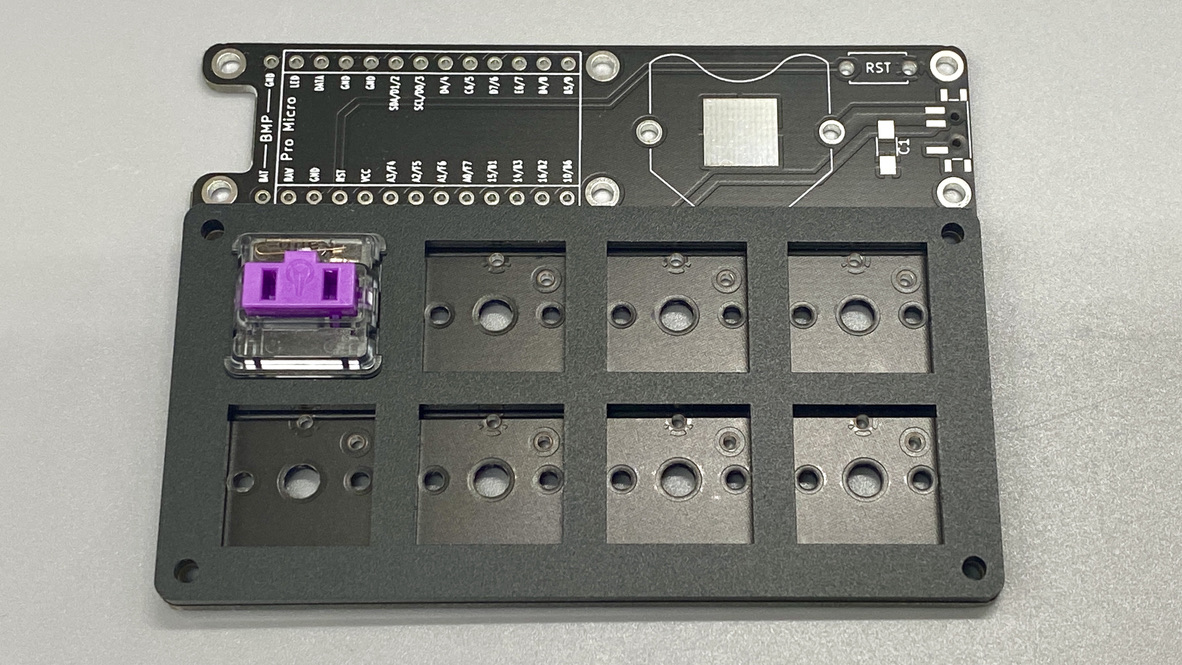 GND
LED
DATA
GND
GND
SDA/D1/2
SCL/D0/3
D4/4
C6/5
D7/6
E6/7
B4/8
B5/9
RST
BMP
Pro Micro
C1
BAT
RAW
GND
RST
VCC
A3/F4
A2/F5
A1/F6
A0/F7
15/B1
14/B3
16/B2
10/B6